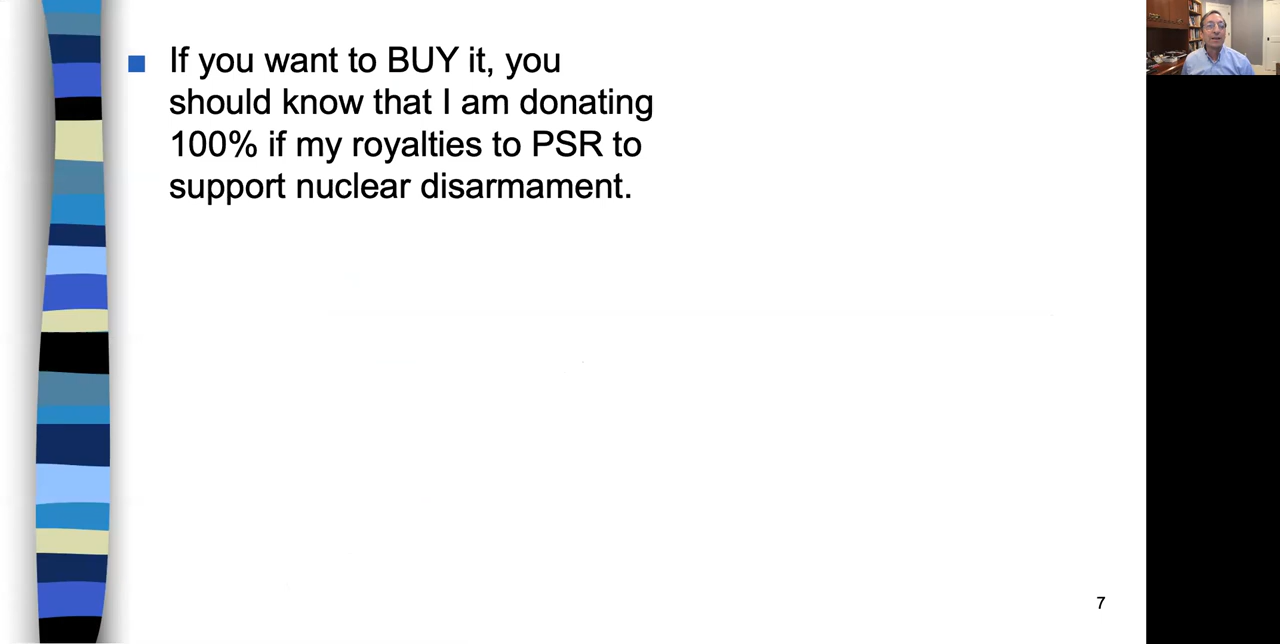 If you want to BUY it, you
should know that I am donating
100% if my royalties to PSR to
support nuclear disarmament.
7